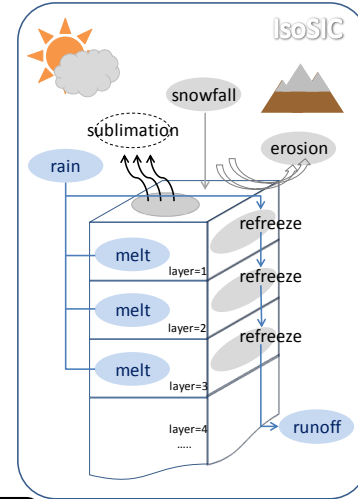 IsoSIC
snowfall
sublimation
erosion
rain
refreeze
melt
layer=1
refreeze
melt
layer=2
refreeze
melt
layer=3
layer=4
.....
runoff